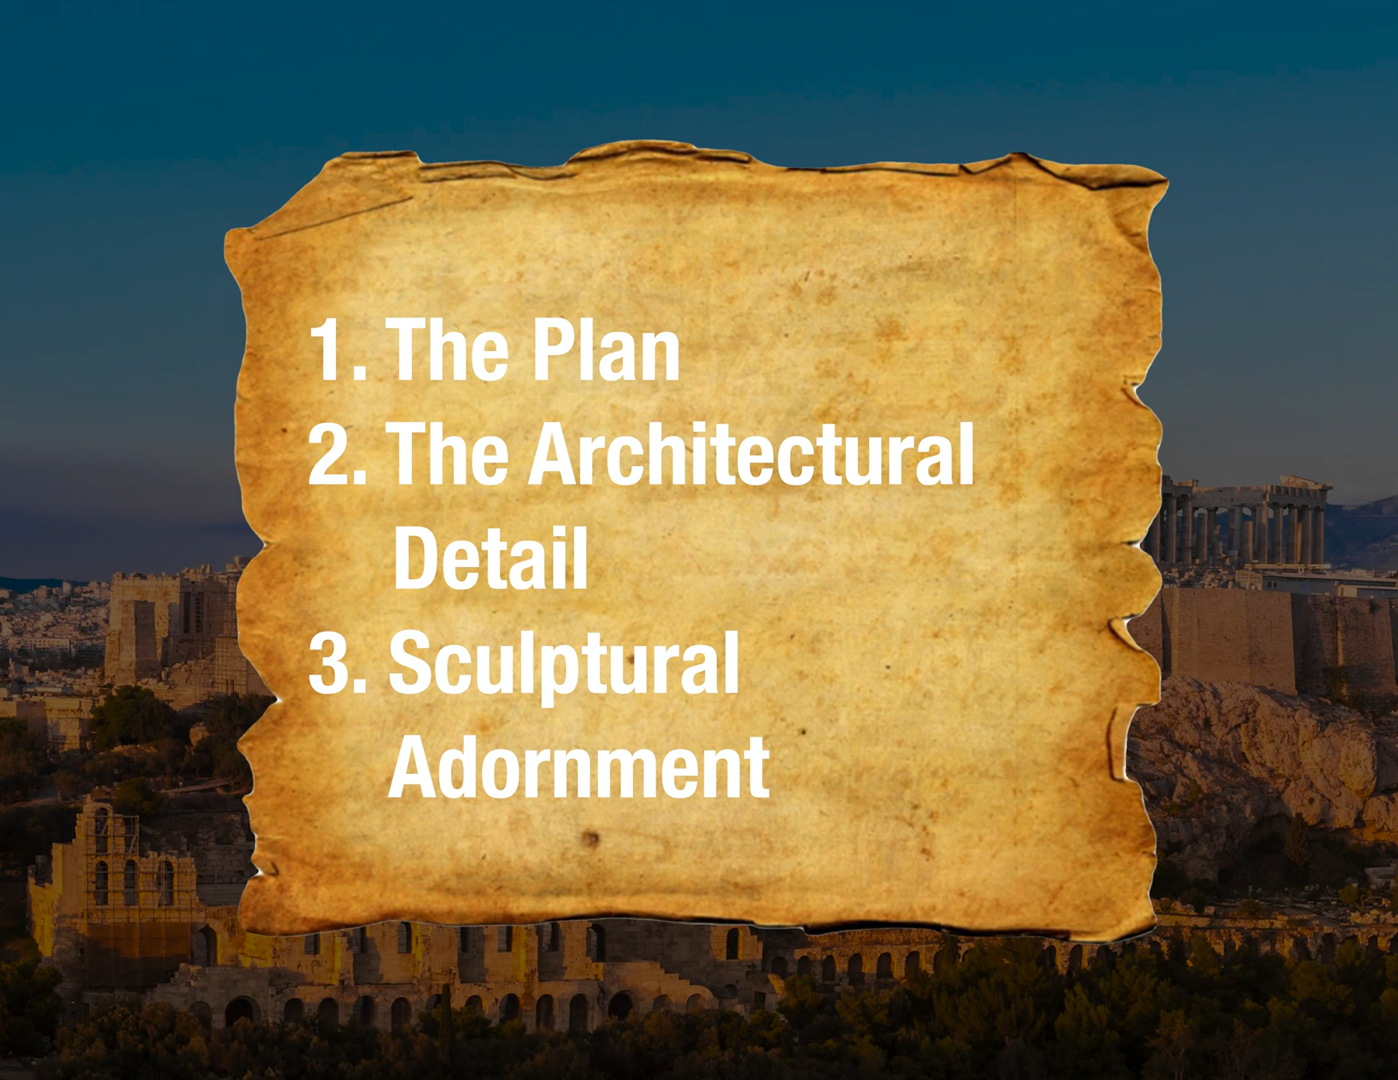 1. The Plan
2. The Architectural
Detail
3. Sculptural
Adornment